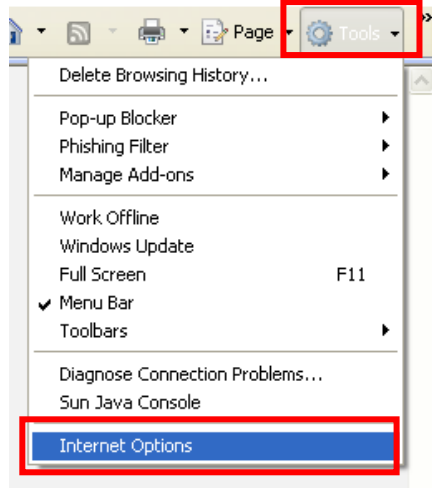 Page Tools »
Delete Browsing History...
Pop-up Blocker
Phishing Filter
Manage Add-ons
Work Offline
Windows Update
Full Screen F11
Menu Bar
Toolbars
Diagnose Connection Problems...
Sun Java Console
Internet Options